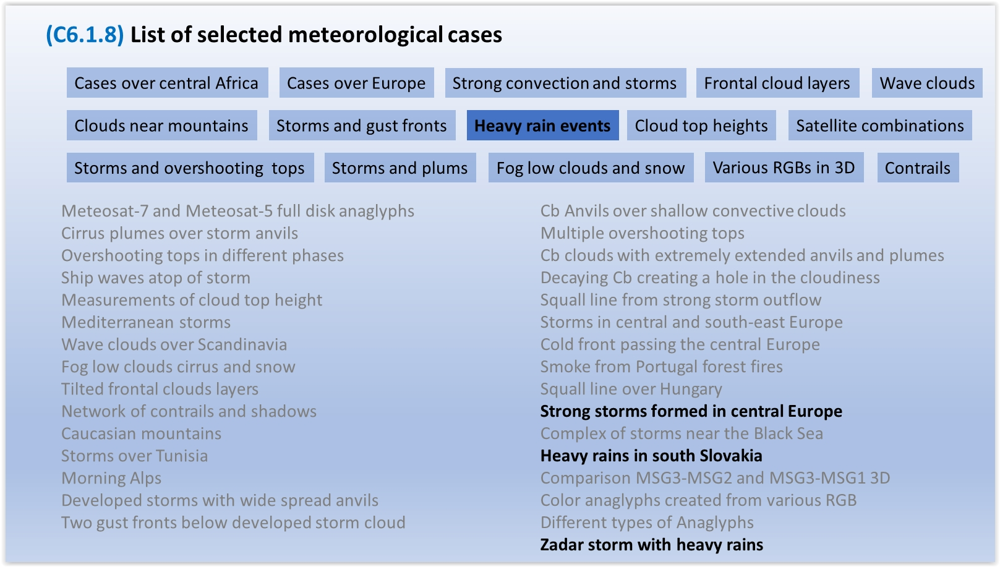 (C6.1.8) List of selected meteorological cases
Cases over central Africa
Cases over Europe
Strong convection and storms
Frontal cloud layers
Wave clouds
Clouds near mountains
Storms and gust fronts
Heavy rain events
Cloud top heights
Satellite combinations
Storms and overshooting tops
Storms and plums
Fog low clouds and snow
Various RGBs in 3D
Contrails
Meteosat-7 and Meteosat-5 full disk anaglyphs
Cirrus plumes over storm anvils
Overshooting tops in different phases
Ship waves atop of storm
Measurements of cloud top height
Mediterranean storms
Wave clouds over Scandinavia
Fog low clouds cirrus and snow
Tilted frontal clouds layers
Network of contrails and shadows
Caucasian mountains
Storms over Tunisia
Morning Alps
Developed storms with wide spread anvils
Two gust fronts below developed storm cloud
Cb Anvils over shallow convective clouds
Multiple overshooting tops
Cb clouds with extremely extended anvils and plumes
Decaying Cb creating a hole in the cloudiness
Squall line from strong storm outflow
Storms in central and south-east Europe
Cold front passing the central Europe
Smoke from Portugal forest fires
Squall line over Hungary
Strong storms formed in central Europe
Complex of storms near the Black Sea
Heavy rains in south Slovakia
Comparison MSG3-MSG2 and MSG3-MSG1 3D
Color anaglyphs created from various RGB
Different types of Anaglyphs
Zadar storm with heavy rains